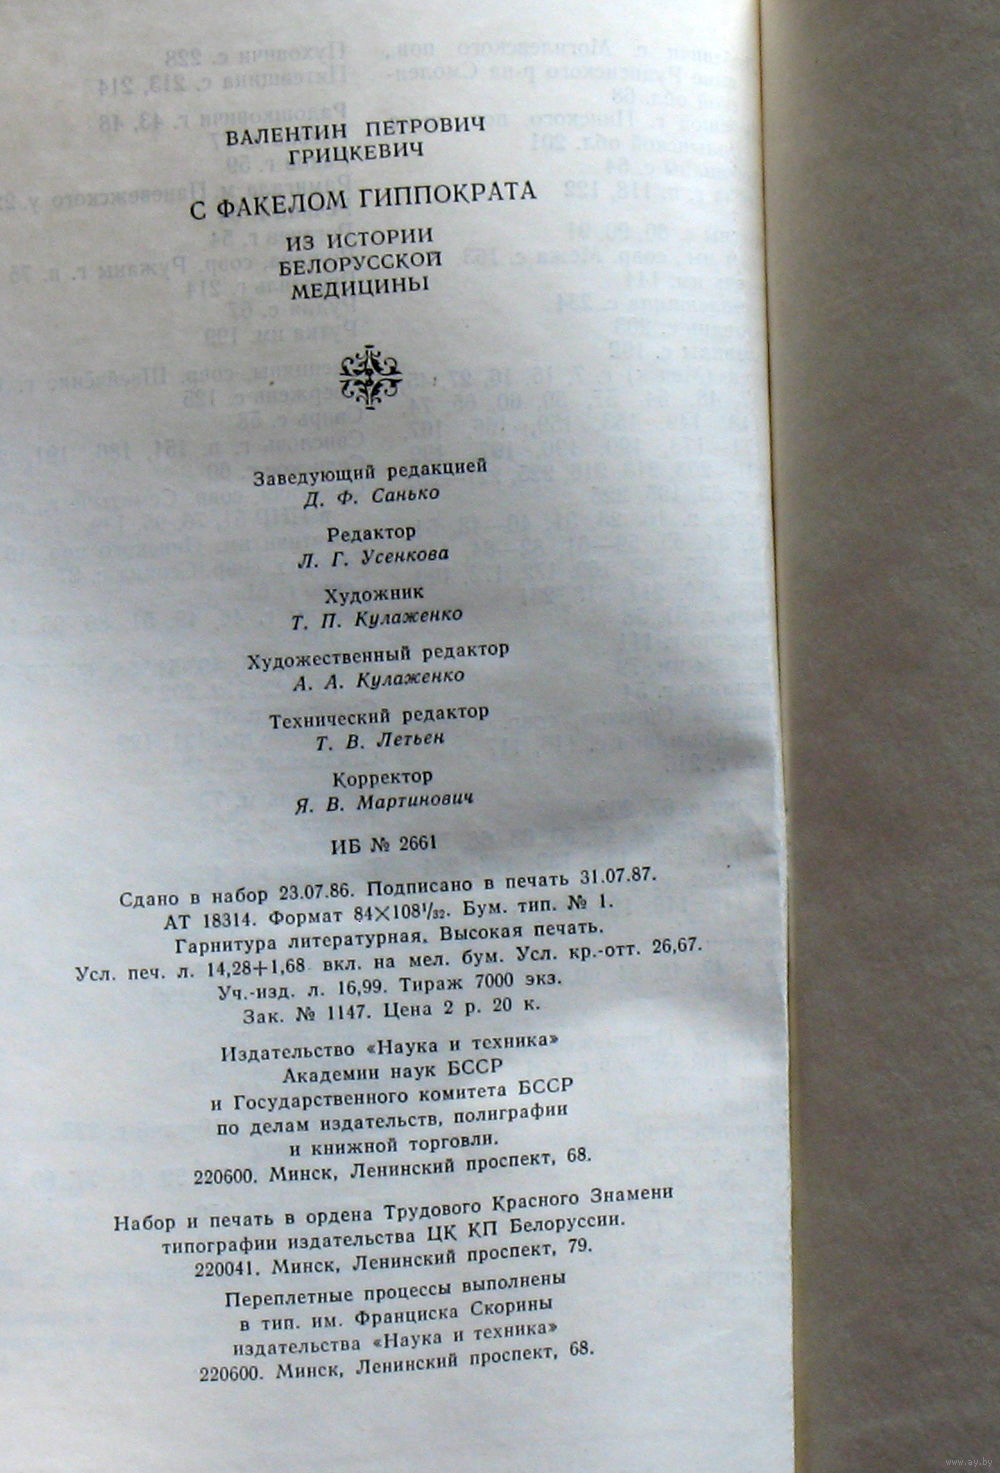 ВАЛЕНТИН ПЕТРОВИЧ
ГРИЦКЕВИЧ
С ФАКЕЛОМ ГИППОКРАТА
ИЗ ИСТОРИИ
БЕЛОРУССКОЙ
МЕДИЦИНЫ
Заведующий редакцией
Д. Ф. Санько
Редактор
Л. Г. Усенкова
Художник
Т. П. Кулаженко
Художественный редактор
А. А. Кулаженко
Технический редактор
Т. В. Летьен
Корректор
Я. В. Мартинович
ИБ № 2661
Сдано в набор 23.07.86. Подписано в печать 31.07.87.
АТ 18314. Формат 84×108¹/₃₂. Бум. тип. № 1.
Гарнитура литературная. Высокая печать.
Усл. печ. л. 14,28+1,68 вкл. на мел. бум. Усл. кр.-отт. 26,67.
Уч.-изд. л. 16,99. Тираж 7000 экз.
Зак. № 1147. Цена 2 р. 20 к.
Издательство «Наука и техника»
Академии наук БССР
и Государственного комитета БССР
по делам издательств, полиграфии
и книжной торговли.
220600. Минск, Ленинский проспект, 68.
Набор и печать в ордена Трудового Красного Знамени
типографии издательства ЦК КП Белоруссии.
220041. Минск, Ленинский проспект, 79.
Переплетные процессы выполнены
в тип. им. Франциска Скорины
издательства «Наука и техника»
220600. Минск, Ленинский проспект, 68.
www.ay.by